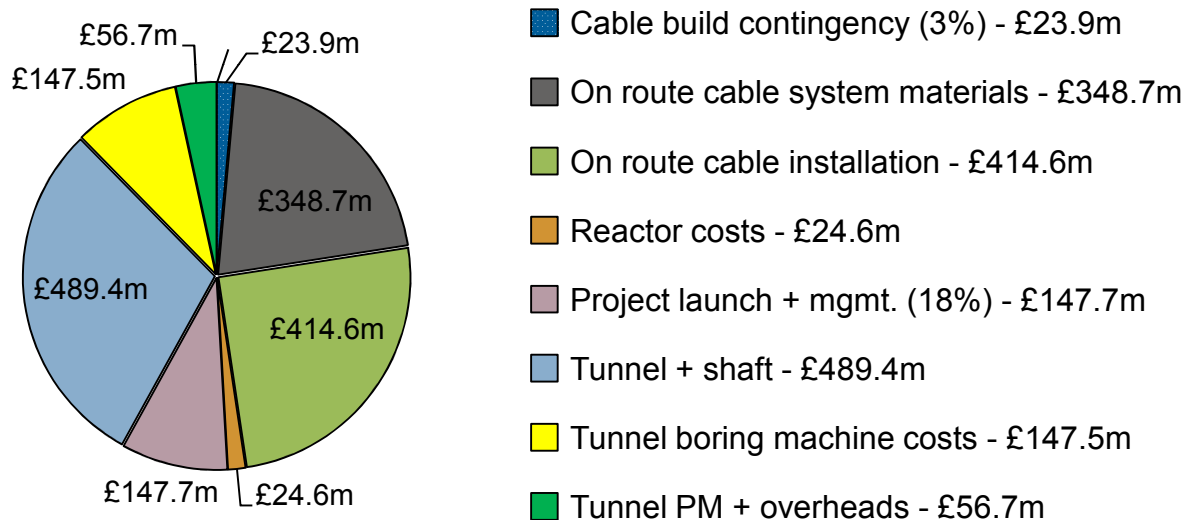 £56.7m
£23.9m
£147.5m
£348.7m
£489.4m
£414.6m
£147.7m
£24.6m
Cable build contingency (3%) - £23.9m
On route cable system materials - £348.7m
On route cable installation - £414.6m
Reactor costs - £24.6m
Project launch + mgmt. (18%) - £147.7m
Tunnel + shaft - £489.4m
Tunnel boring machine costs - £147.5m
Tunnel PM + overheads - £56.7m